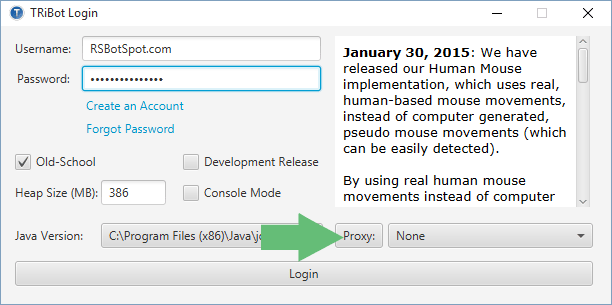 TRiBot Login
Username: RSBotSpot.com
Password: •••••••••••••••
Create an Account
Forgot Password
Old-School
Development Release
Heap Size (MB): 386
Console Mode
January 30, 2015: We have
released our Human Mouse
implementation, which uses real,
human-based mouse movements,
instead of computer generated,
pseudo mouse movements (which
can be easily detected).
By using real human mouse
movements instead of computer
Java Version: C:\Program Files (x86)\Java\
Proxy: None
Login